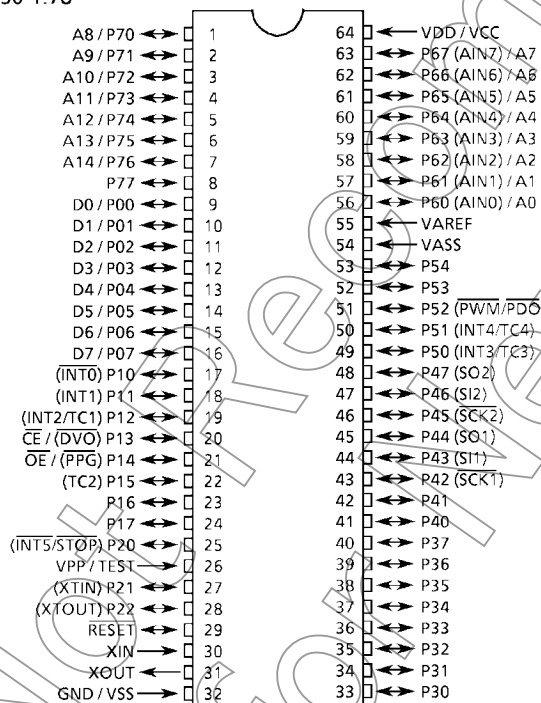 A8 / P70 1 64 VDD / VCC
A9 / P71 2 63 P67 (AIN7) / A7
A10 / P72 3 62 P66 (AIN6) / A6
A11 / P73 4 61 P65 (AIN5) / A5
A12 / P74 5 60 P64 (AIN4) / A4
A13 / P75 6 59 P63 (AIN3) / A3
A14 / P76 7 58 P62 (AIN2) / A2
P77 8 57 P61 (AIN1) / A1
D0 / P00 9 56 P60 (AIN0) / A0
D1 / P01 10 55 VAREF
D2 / P02 11 54 VASS
D3 / P03 12 53 P54
D4 / P04 13 52 P53
D5 / P05 14 51 P52 (PWM/PDO
D6 / P06 15 50 P51 (INT4/TC4)
D7 / P07 16 49 P50 (INT3/TC3)
(INT0) P10 17 48 P47 (SO2)
(INT1) P11 18 47 P46 (SI2)
(INT2/TC1) P12 19 46 P45 (SCK2)
CE / (DVO) P13 20 45 P44 (SO1)
OE / (PPG) P14 21 44 P43 (SI1)
(TC2) P15 22 43 P42 (SCK1)
P16 23 42 P41
P17 24 41 P40
(INT5/STOP) P20 25 40 P37
VPP / TEST 26 39 P36
(XTIN) P21 27 38 P35
(XTOUT) P22 28 37 P34
RESET 29 36 P33
XIN 30 35 P32
XOUT 31 34 P31
GND / VSS 32 33 P30